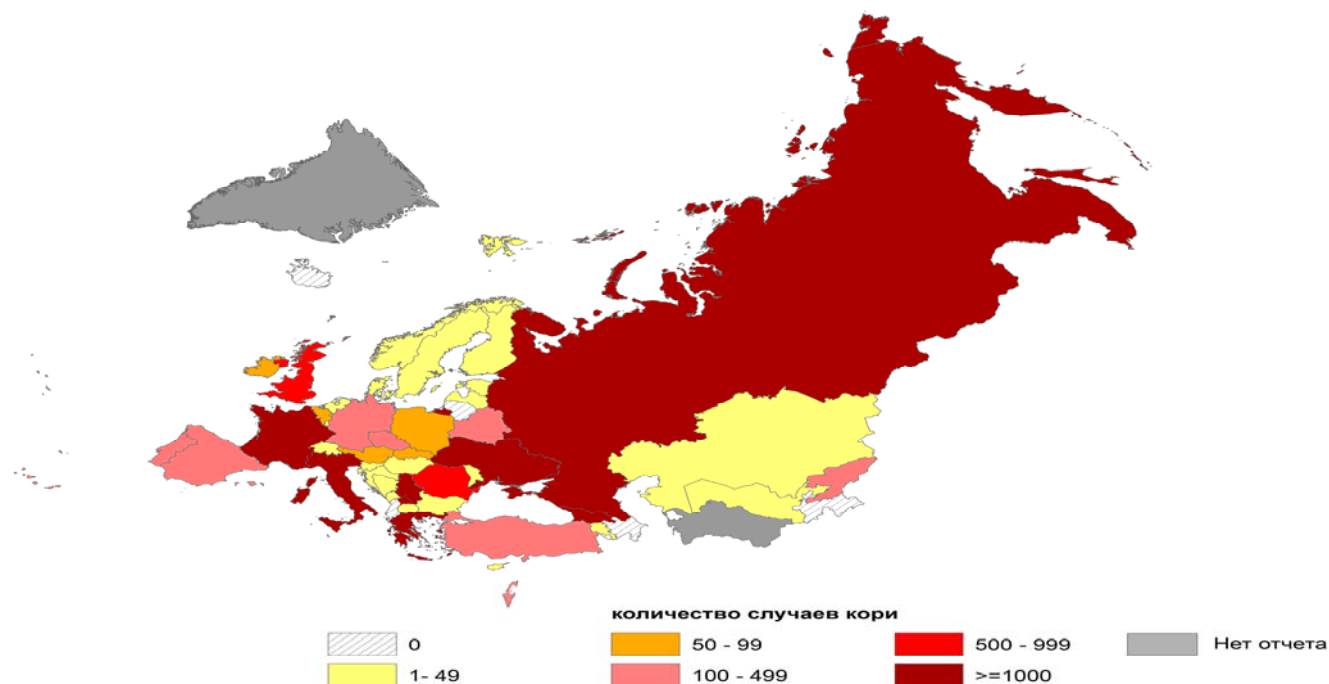 количество случаев кори
0
50 - 99
500 - 999
Нет отчета
1- 49
100 - 499
>=1000